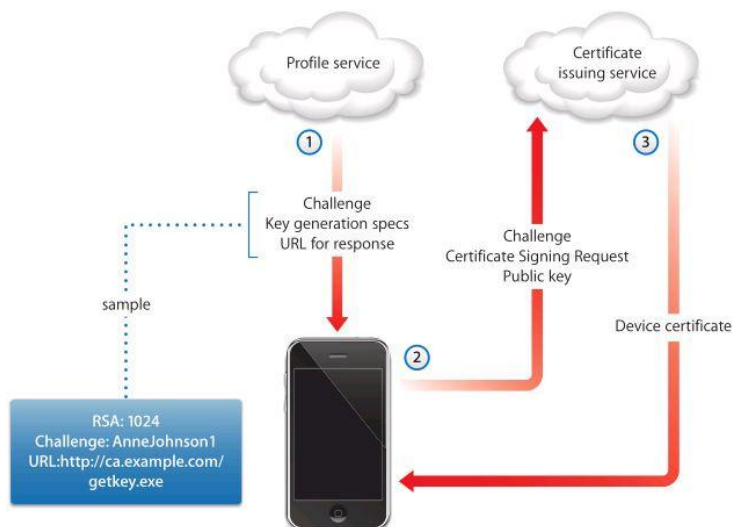 Profile service
Certificate
issuing service
1
3
Challenge
Key generation specs
URL for response
Challenge
Certificate Signing Request
Public key
sample
Device certificate
2
RSA: 1024
Challenge: AnneJohnson1
URL:http://ca.example.com/
getkey.exe